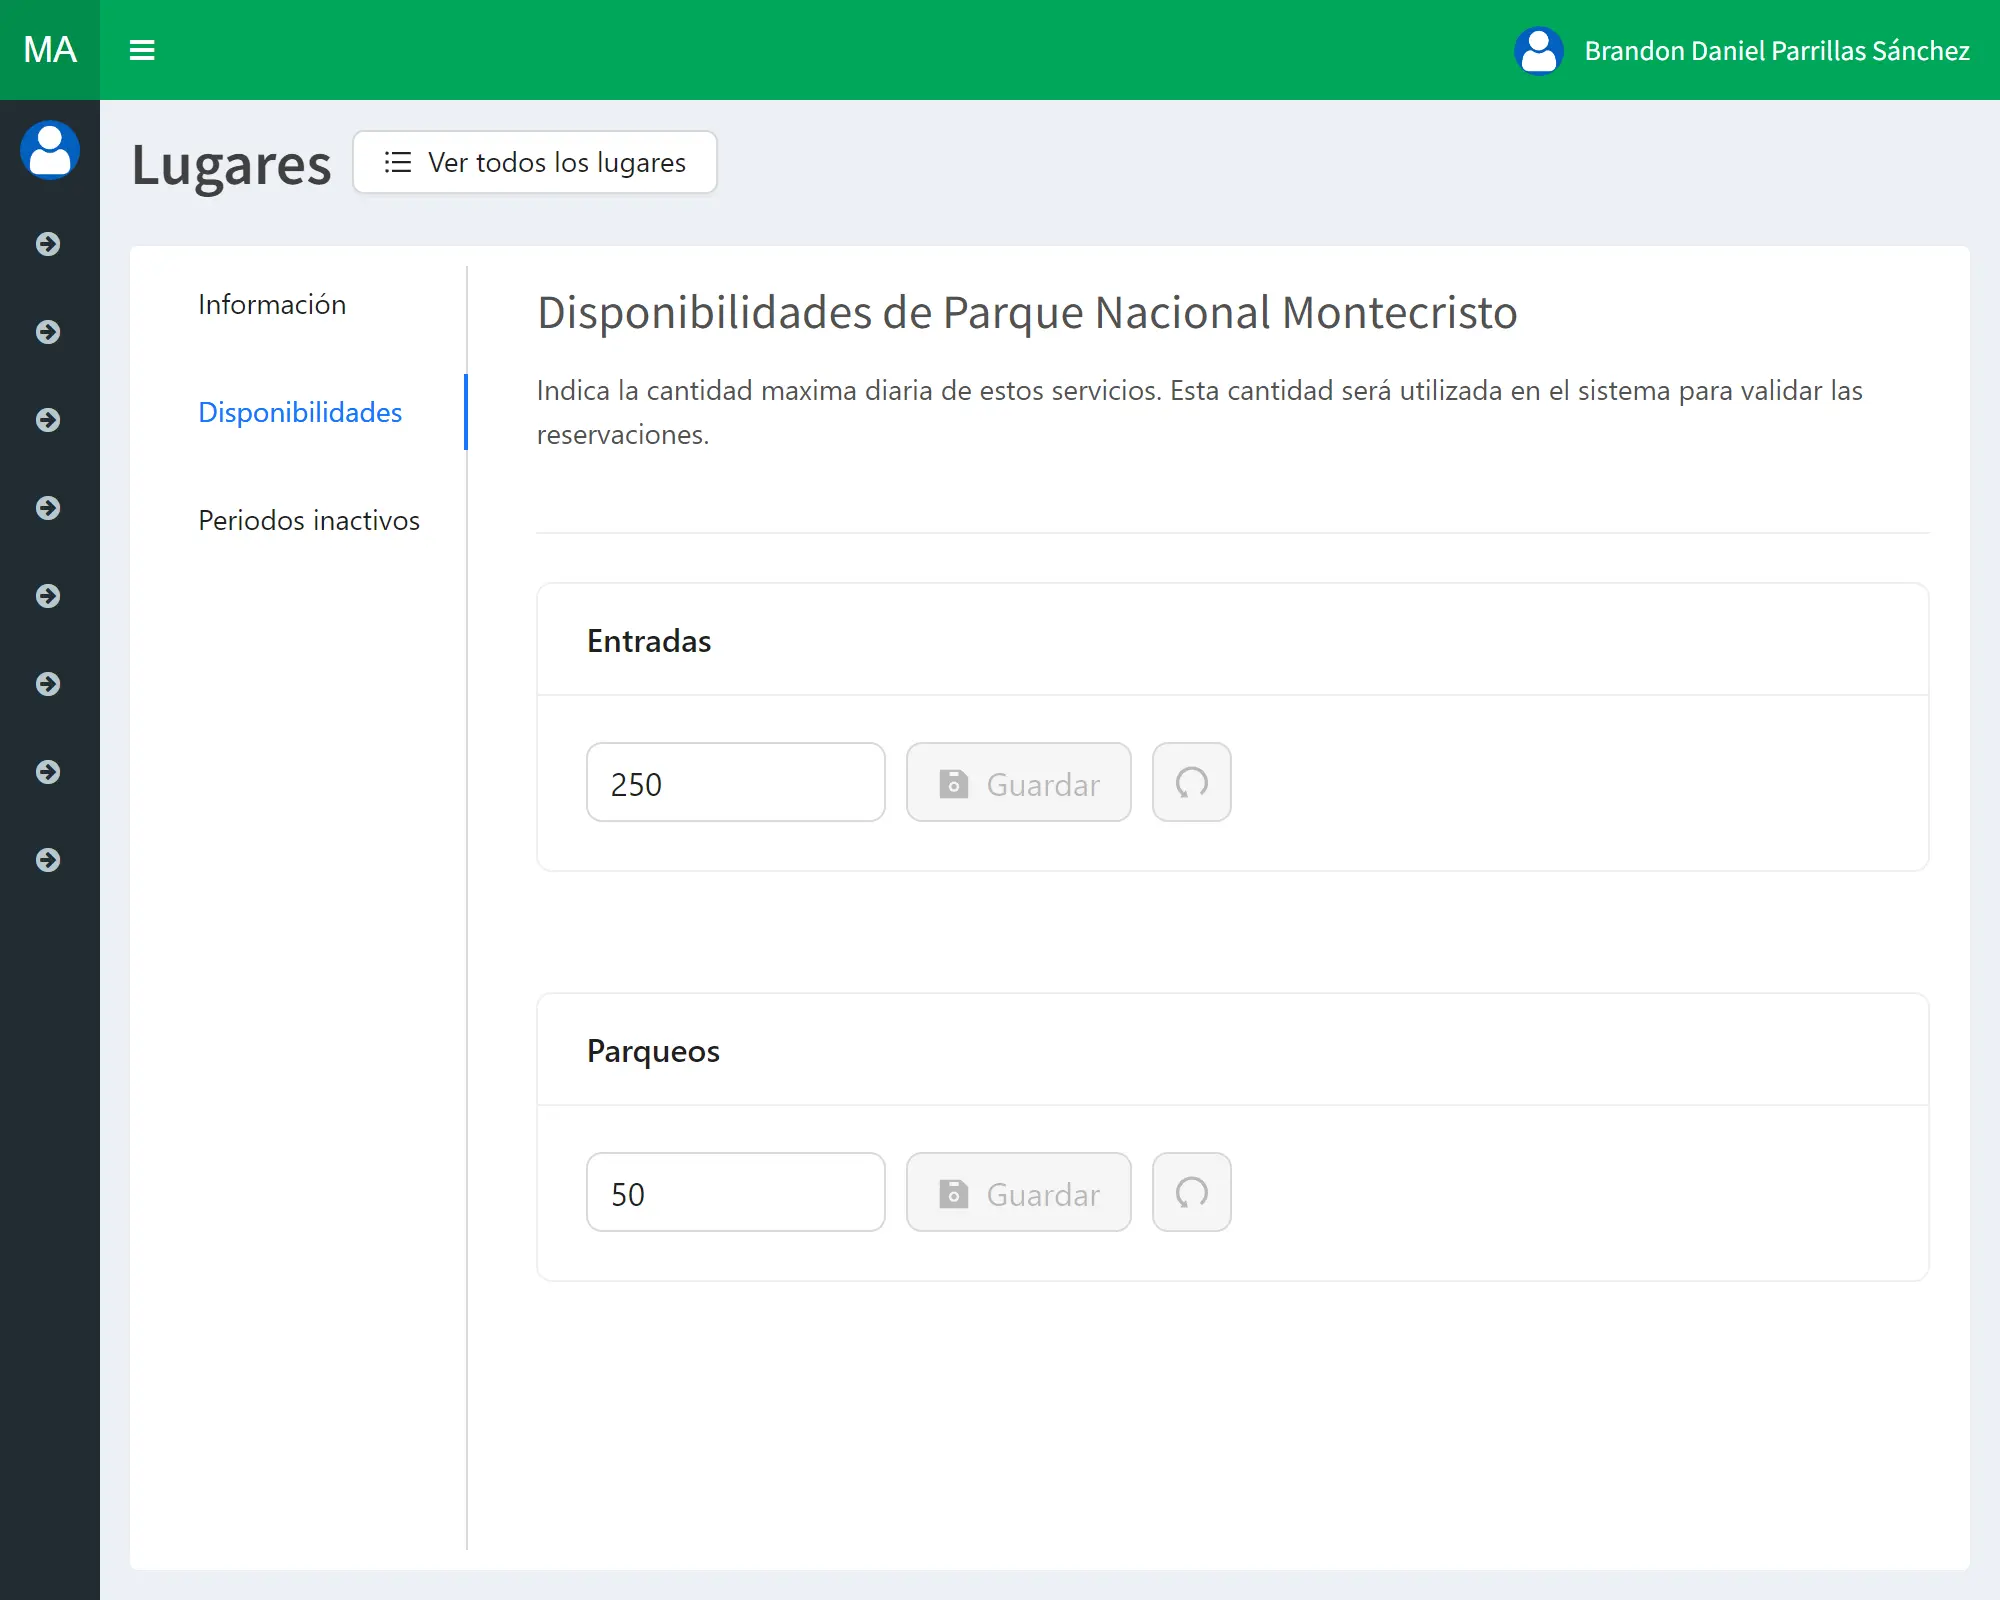 MA
Brandon Daniel Parrillas Sánchez
Lugares
Ver todos los lugares
Información
Disponibilidades
Periodos inactivos
Disponibilidades de Parque Nacional Montecristo
Indica la cantidad maxima diaria de estos servicios. Esta cantidad será utilizada en el sistema para validar las
reservaciones.
Entradas
250
Guardar
Parqueos
50
Guardar